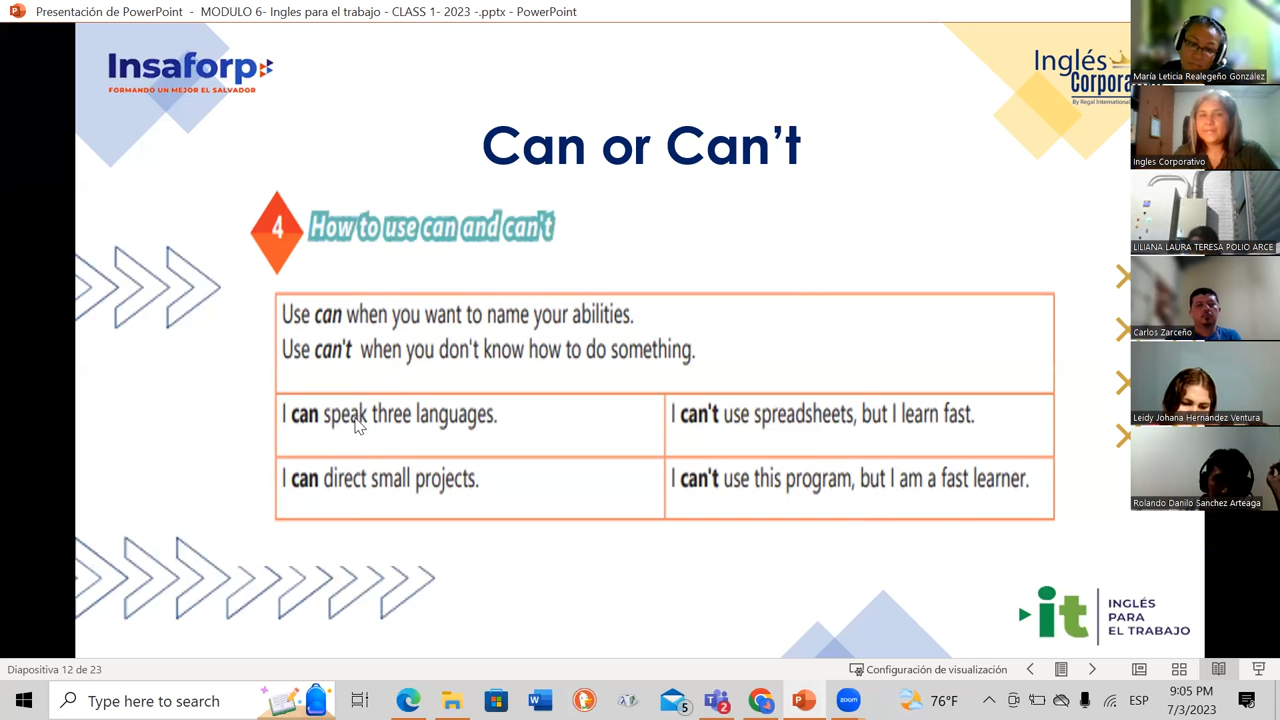 Presentación de PowerPoint - MODULO 6- Ingles para el trabajo - CLASS 1- 2023 -.pptx - PowerPoint
Insaforp
FORMANDO UN MEJOR EL SALVADOR
Inglés
Corpora
By Regal International
Can or Can't
4
How to use can and can't
Use can when you want to name your abilities.
Use can't when you don't know how to do something.
I can speak three languages.
I can't use spreadsheets, but I learn fast.
I can direct small projects.
I can't use this program, but I am a fast learner.
it
INGLÉS
PARA
EL TRABAJO
María Leticia Realegeño González
Ingles Corporativo
LILIANA LAURA TERESA POLIO ARCE
Carlos Zarceño
Leidy Johana Hernández Ventura
Rolando Danilo Sanchez Arteaga
Diapositiva 12 de 23
Configuración de visualización
Type here to search
5
2
zoom
76°F
ESP
9:05 PM
7/3/2023